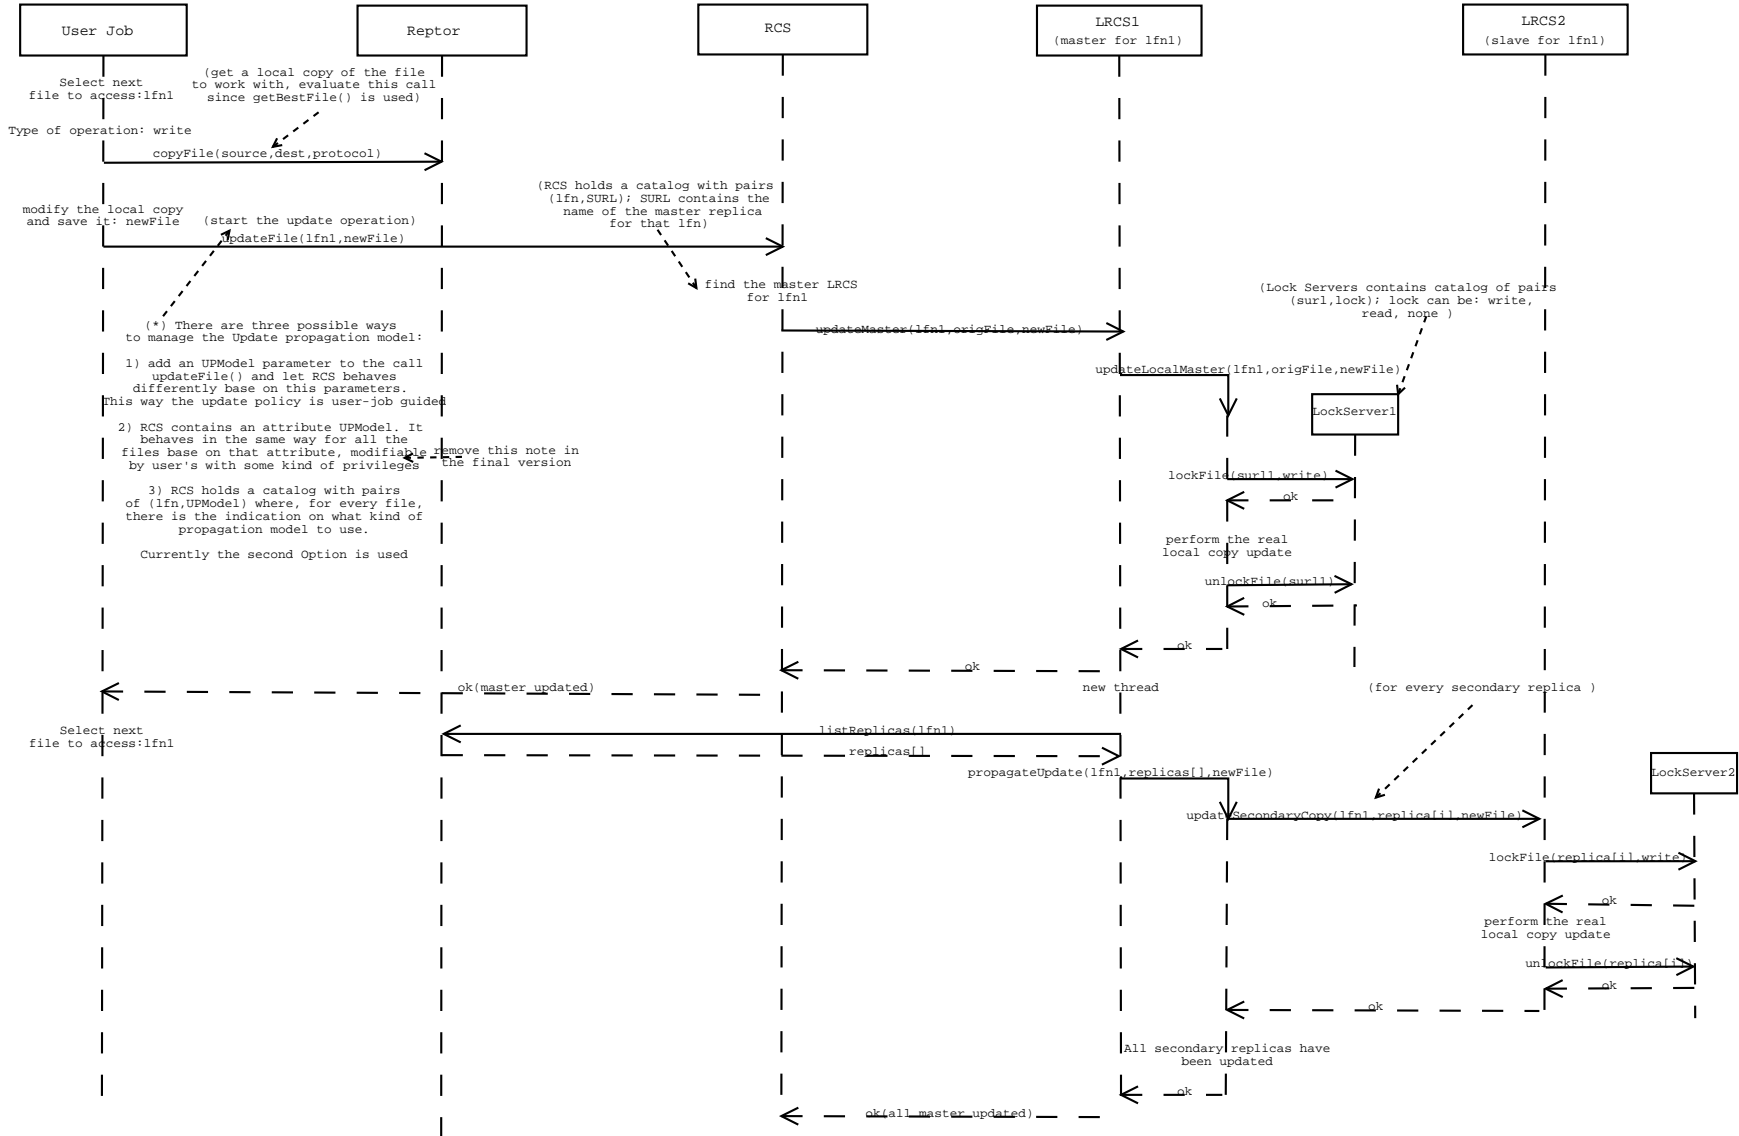 User Job
Reptor
RCS
LRCS1
(master for lfn1)
LRCS2
(slave for lfn1)
Select next
file to access:lfn1
(get a local copy of the file
to work with, evaluate this call
since getBestFile() is used)
Type of operation: write
copyFile(source,dest,protocol)
modify the local copy
and save it: newFile
(start the update operation)
updateFile(lfn1,newFile)
(RCS holds a catalog with pairs
(lfn,SURL); SURL contains the
name of the master replica
for that lfn)
find the master LRCS
for lfn1
(Lock Servers contains catalog of pairs
(surl,lock); lock can be: write,
read, none )
updateMaster(lfn1,origFile,newFile)
(*) There are three possible ways
to manage the Update propagation model:
1) add an UPModel parameter to the call
updateFile() and let RCS behaves
differently base on this parameters.
This way the update policy is user-job guided
2) RCS contains an attribute UPModel. It
behaves in the same way for all the
files base on that attribute, modifiable
by user's with some kind of privileges
remove this note in
the final version
3) RCS holds a catalog with pairs
of (lfn,UPModel) where, for every file,
there is the indication on what kind of
propagation model to use.
Currently the second Option is used
updateLocalMaster(lfn1,origFile,newFile)
LockServer1
lockFile(surl1,write)
ok
perform the real
local copy update
unlockFile(surl1)
ok
ok
ok
ok(master updated)
new thread
(for every secondary replica )
Select next
file to access:lfn1
listReplicas(lfn1)
replicas[]
propagateUpdate(lfn1,replicas[],newFile)
LockServer2
updateSecondaryCopy(lfn1,replica[i],newFile)
lockFile(replica[i],write)
ok
perform the real
local copy update
unlockFile(replica[i])
ok
ok
All secondary replicas have
been updated
ok
ok(all master updated)